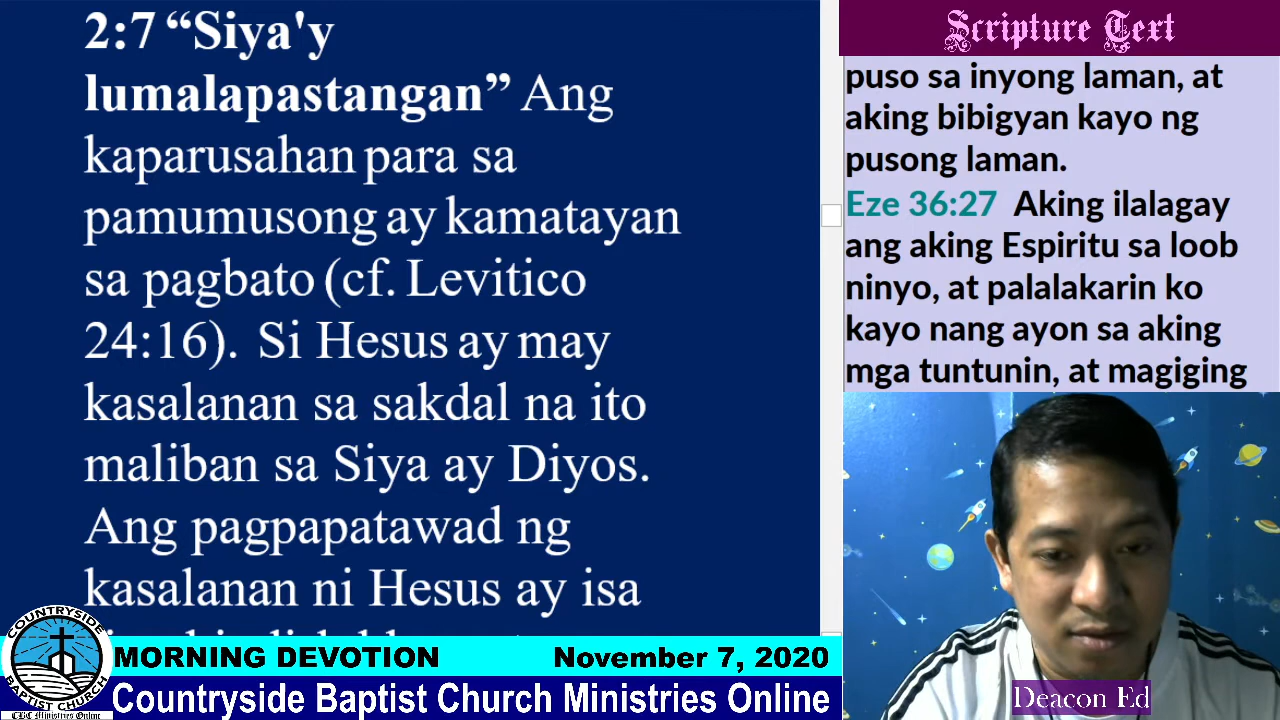 2:7 “Siya'y
lumalapastangan” Ang
kaparusahan para sa
pamumusong ay kamatayan
sa pagbato (cf. Levitico
24:16). Si Hesus ay may
kasalanan sa sakdal na ito
maliban sa Siya ay Diyos.
Ang pagpapatawad ng
kasalanan ni Hesus ay isa
Scripture Text
puso sa inyong laman, at
aking bibigyan kayo ng
pusong laman.
Eze 36:27 Aking ilalagay
ang aking Espiritu sa loob
ninyo, at palalakarin ko
kayo nang ayon sa aking
mga tuntunin, at magiging
COUNTRYSIDE
BAPTIST CHURCH
CBC Ministries Online
MORNING DEVOTION November 7, 2020
Countryside Baptist Church Ministries Online
Deacon Ed